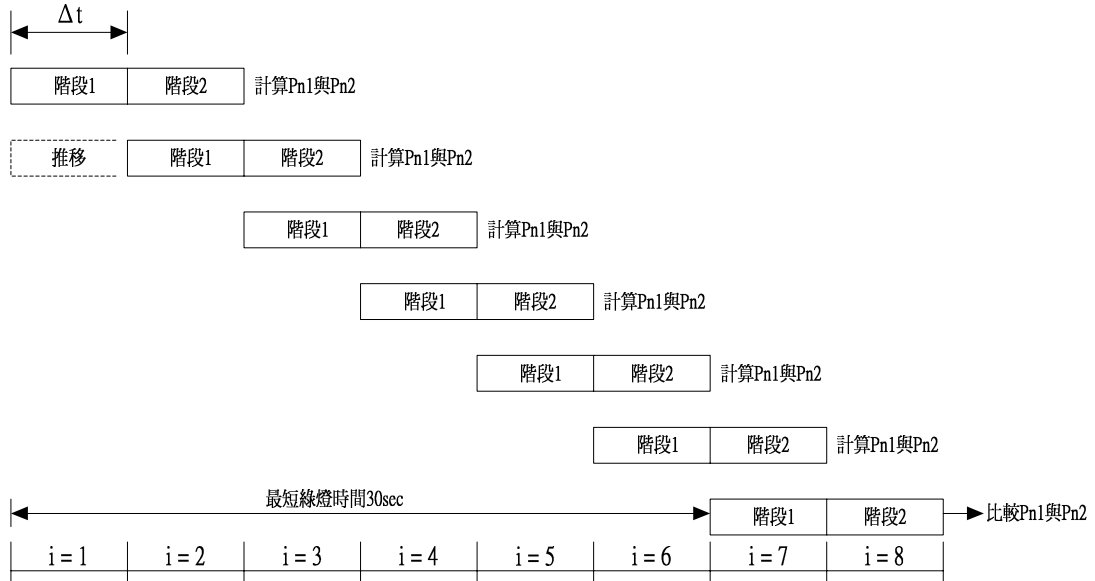 Δt
階段1 階段2 計算Pn1與Pn2
推移 階段1 階段2 計算Pn1與Pn2
階段1 階段2 計算Pn1與Pn2
階段1 階段2 計算Pn1與Pn2
階段1 階段2 計算Pn1與Pn2
階段1 階段2 計算Pn1與Pn2
最短綠燈時間30sec 階段1 階段2 比較Pn1與Pn2
i = 1 i = 2 i = 3 i = 4 i = 5 i = 6 i = 7 i = 8